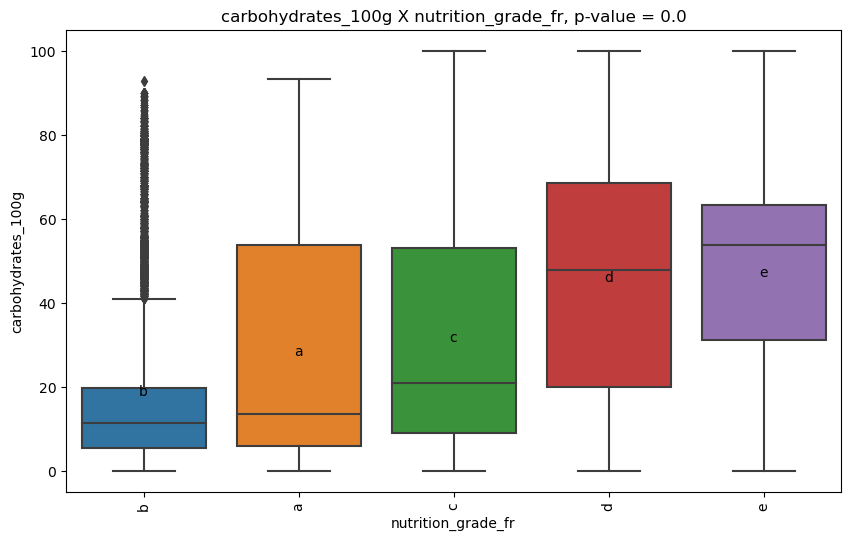 carbohydrates_100g X nutrition_grade_fr, p-value = 0.0
carbohydrates_100g
100
80
60
40
20
0
b
a
c
d
e
b
a
c
d
e
nutrition_grade_fr